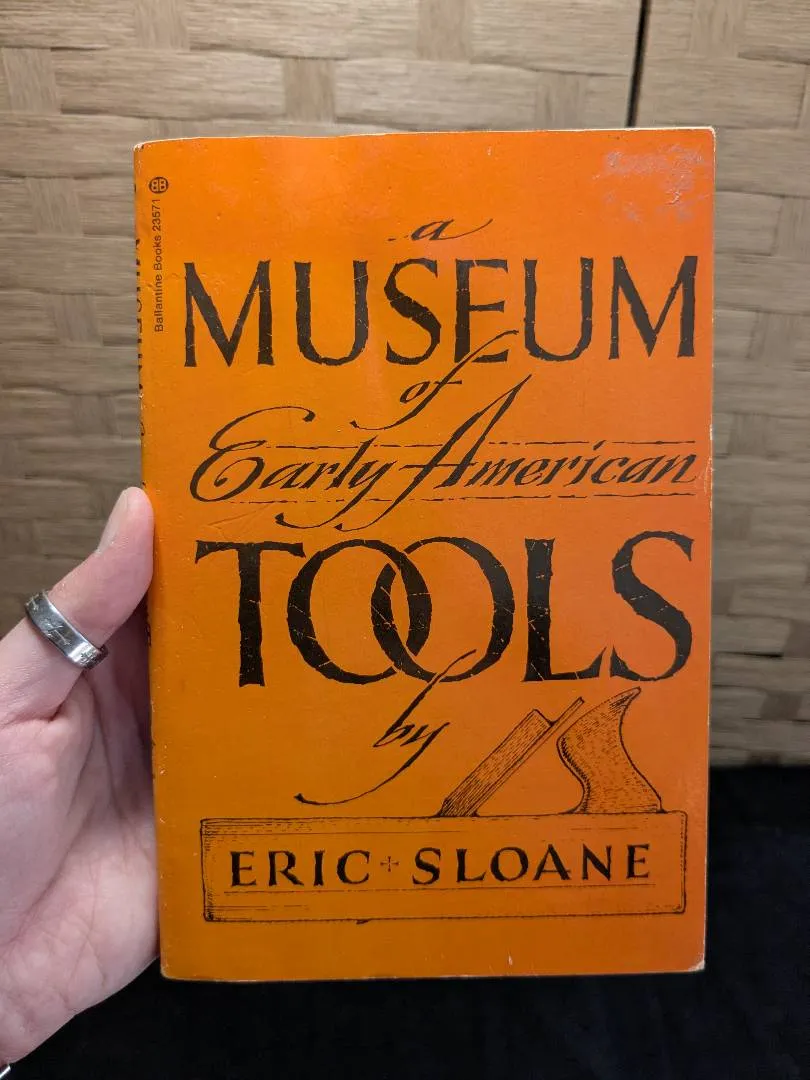 Ballantine Books 23571
a
MUSEUM
of
Early American
TOOLS
by
ERIC + SLOANE